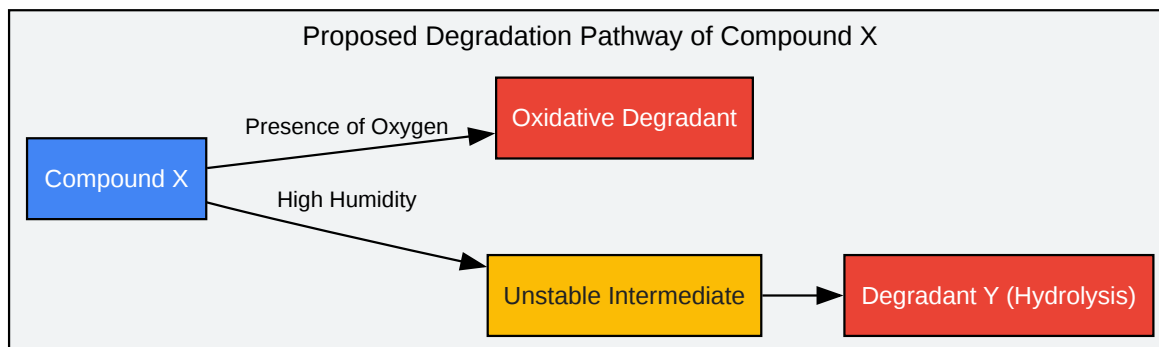 Proposed Degradation Pathway of Compound X
Oxidative Degradant
Presence of Oxygen
Compound X
High Humidity
Unstable Intermediate
Degradant Y (Hydrolysis)